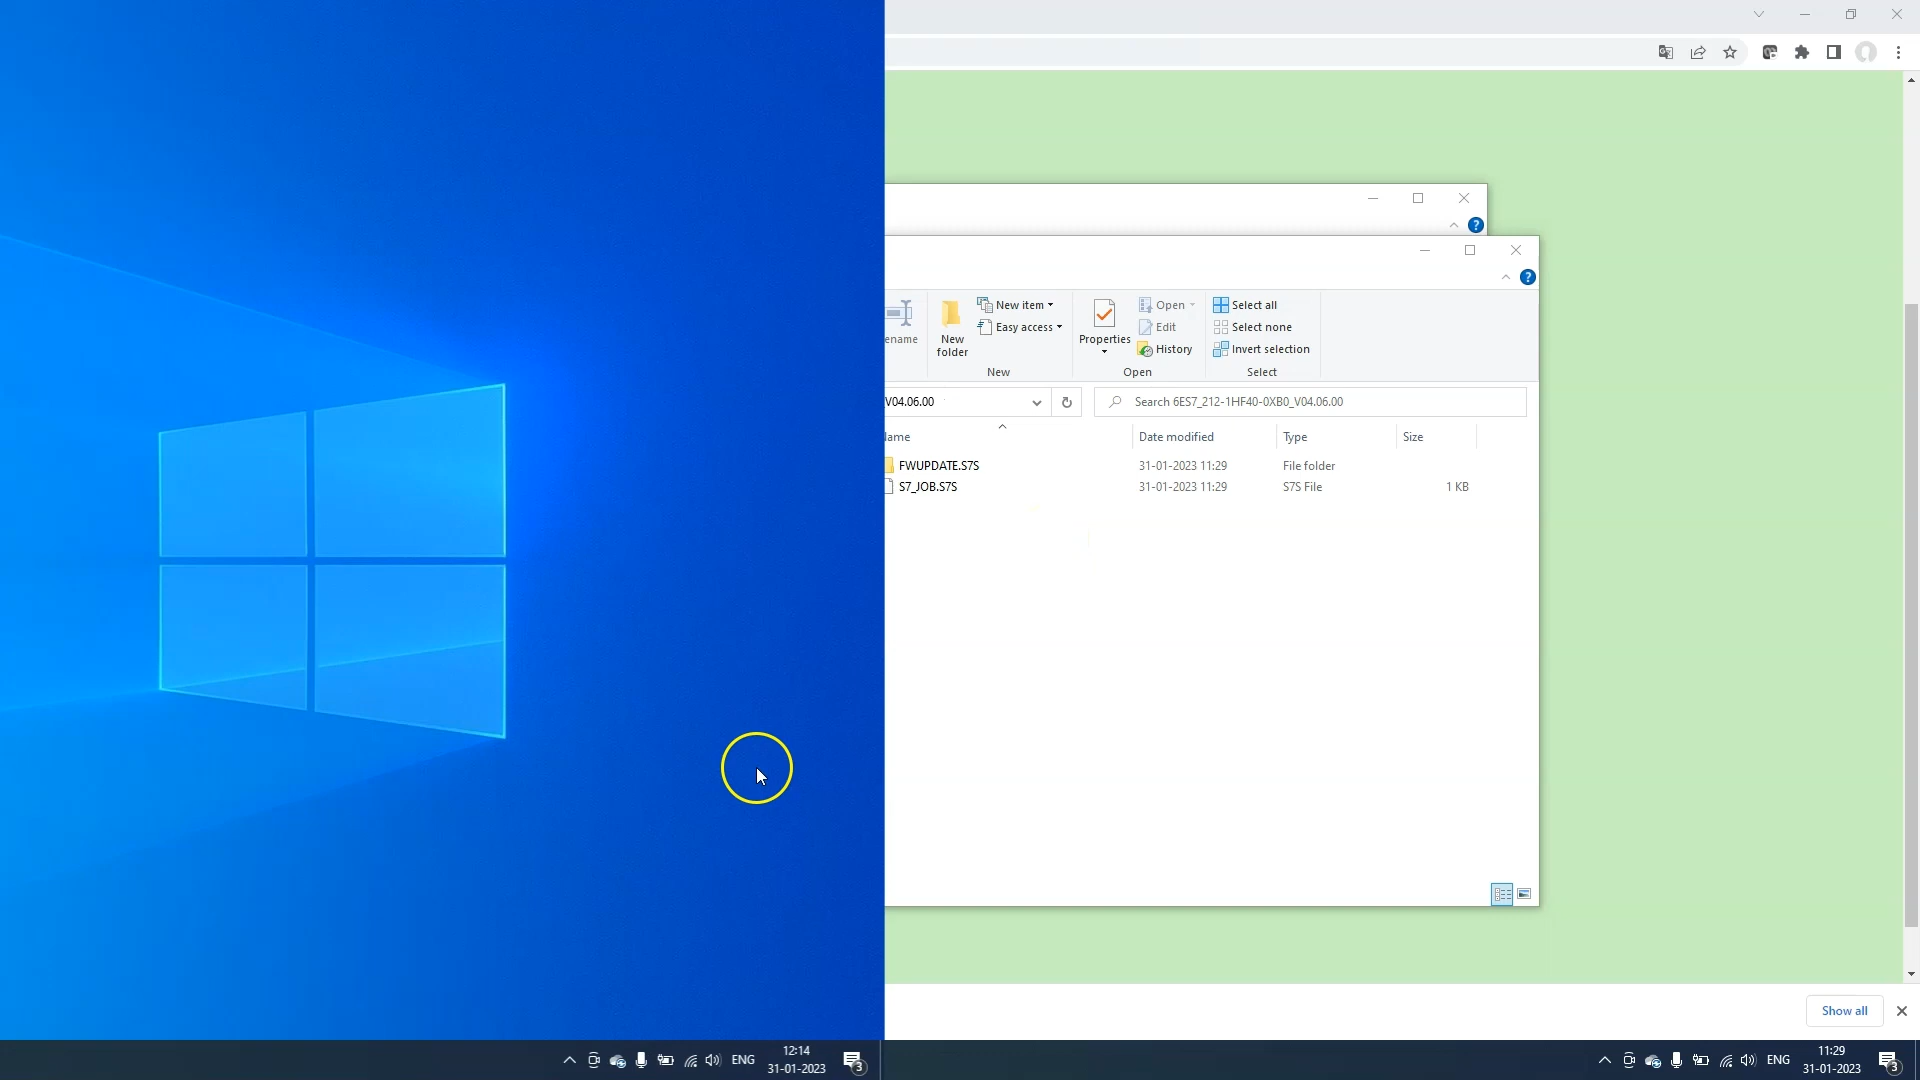 ename
New
folder
New item
Easy access
New
Properties
Open
Edit
History
Open
Select all
Select none
Invert selection
Select
V04.06.00
Search 6ES7_212-1HF40-0XB0_V04.06.00
Name
Date modified
Type
Size
FWUPDATE.S7S
31-01-2023 11:29
File folder
S7_JOB.S7S
31-01-2023 11:29
S7S File
1 KB
Show all
ENG
12:14
31-01-2023
3
ENG
11:29
31-01-2023
3